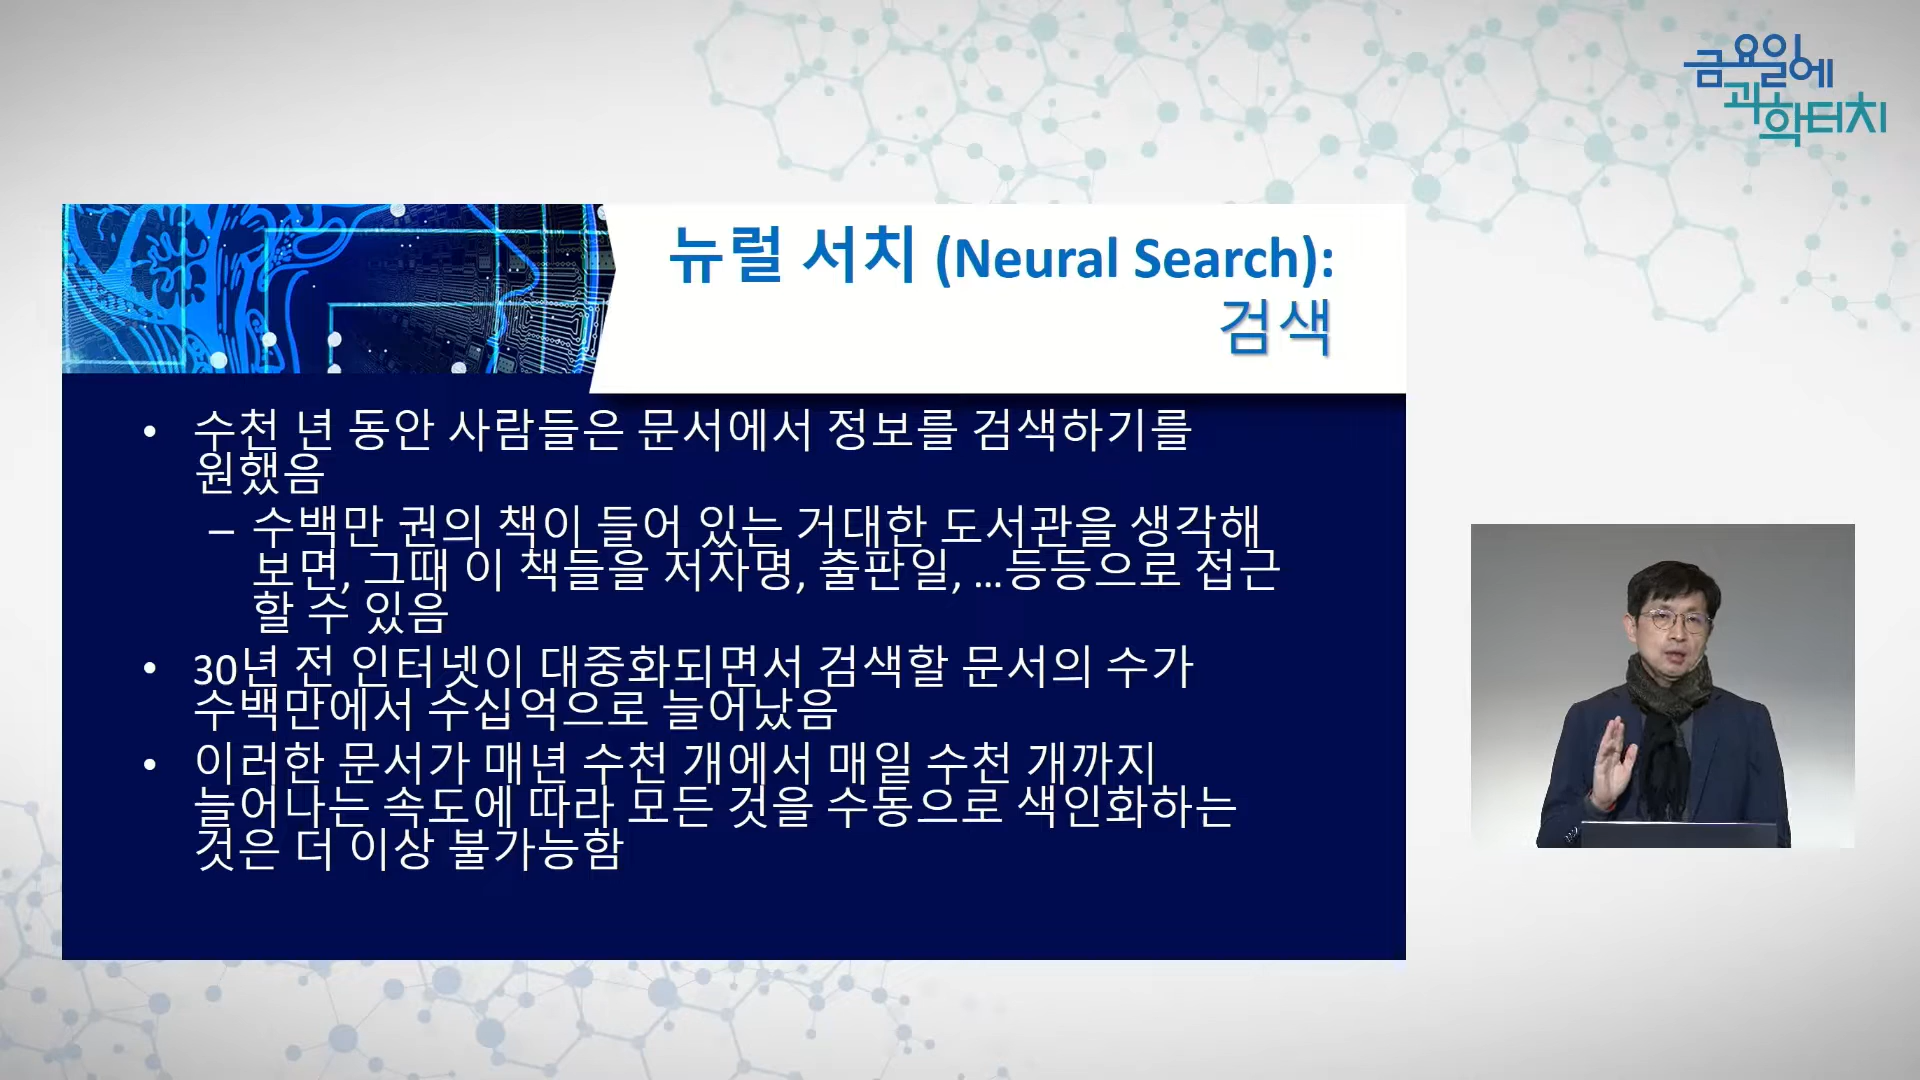 금요일에
과학터치
뉴럴 서치 (Neural Search):
검색
• 수천 년 동안 사람들은 문서에서 정보를 검색하기를
원했음
– 수백만 권의 책이 들어 있는 거대한 도서관을 생각해
보면, 그때 이 책들을 저자명, 출판일, ...등등으로 접근
할 수 있음
• 30년 전 인터넷이 대중화되면서 검색할 문서의 수가
수백만에서 수십억으로 늘어났음
• 이러한 문서가 매년 수천 개에서 매일 수천 개까지
늘어나는 속도에 따라 모든 것을 수동으로 색인화하는
것은 더 이상 불가능함